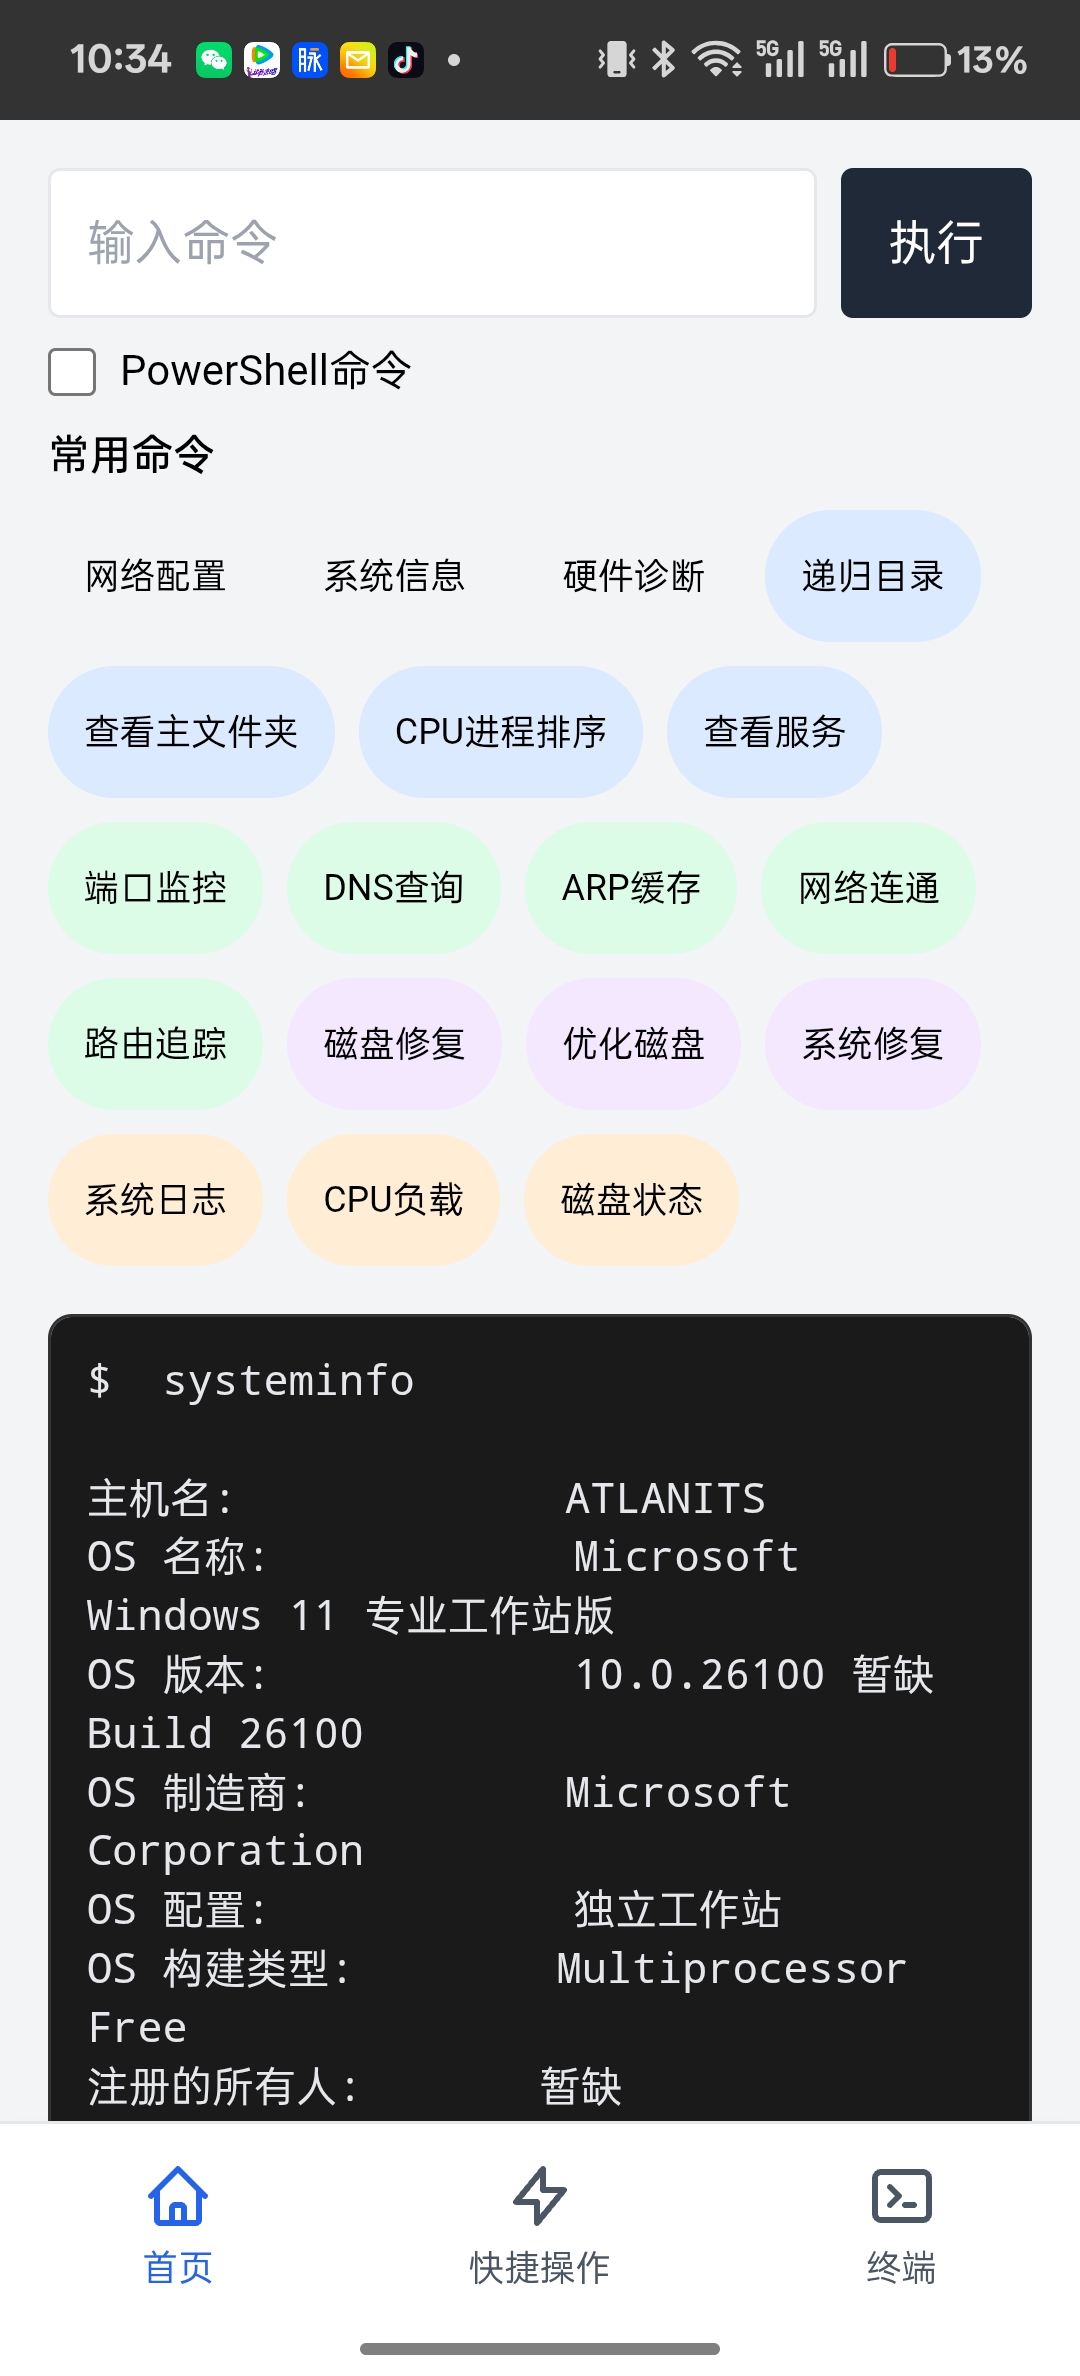 10:34 脉 5G 5G 13%
输入命令 执行
PowerShell命令
常用命令
网络配置 系统信息 硬件诊断 递归目录
查看主文件夹 CPU进程排序 查看服务
端口监控 DNS查询 ARP缓存 网络连通
路由追踪 磁盘修复 优化磁盘 系统修复
系统日志 CPU负载 磁盘状态
$ systeminfo
主机名: ATLANITS
OS 名称: Microsoft
Windows 11 专业工作站版
OS 版本: 10.0.26100 暂缺
Build 26100
OS 制造商: Microsoft
Corporation
OS 配置: 独立工作站
OS 构建类型: Multiprocessor
Free
注册的所有人: 暂缺
首页 快捷操作 终端